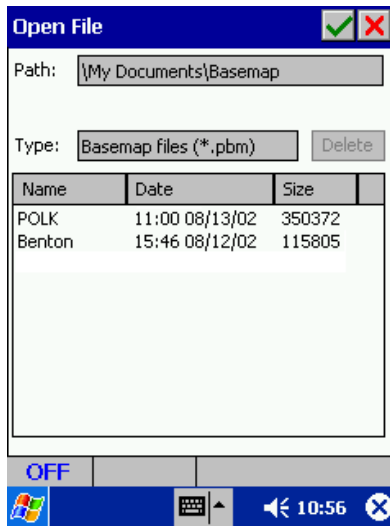 Open File
Path: \My Documents\Basemap
Type: Basemap files (*.pbm) Delete
Name Date Size
POLK 11:00 08/13/02 350372
Benton 15:46 08/12/02 115805
OFF
10:56